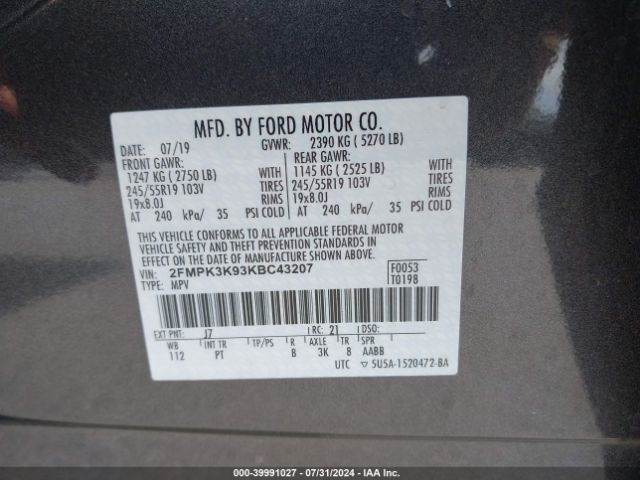 MFD. BY FORD MOTOR CO.
DATE: 07/19 GVWR: 2390 KG ( 5270 LB)
FRONT GAWR: REAR GAWR:
1247 KG ( 2750 LB) WITH 1145 KG ( 2525 LB) WITH
245/55R19 103V TIRES 245/55R19 103V TIRES
19x8.0J RIMS 19x8.0J RIMS
AT 240 kPa/ 35 PSI COLD AT 240 kPa/ 35 PSI COLD
THIS VEHICLE CONFORMS TO ALL APPLICABLE FEDERAL MOTOR
VEHICLE SAFETY AND THEFT PREVENTION STANDARDS IN
EFFECT ON THE DATE OF MANUFACTURE SHOWN ABOVE.
VIN: 2FMPK3K93KBC43207 F0053
TYPE: MPV T0198
EXT PNT: J7 RC: 21 DSO:
WB INT TR TP/PS R AXLE TR SPR
112 PT B 3K 8 AABB
UTC ▽ 5U5A-1520472-BA
000-39991027 / 07/31/2024 - IAA Inc.